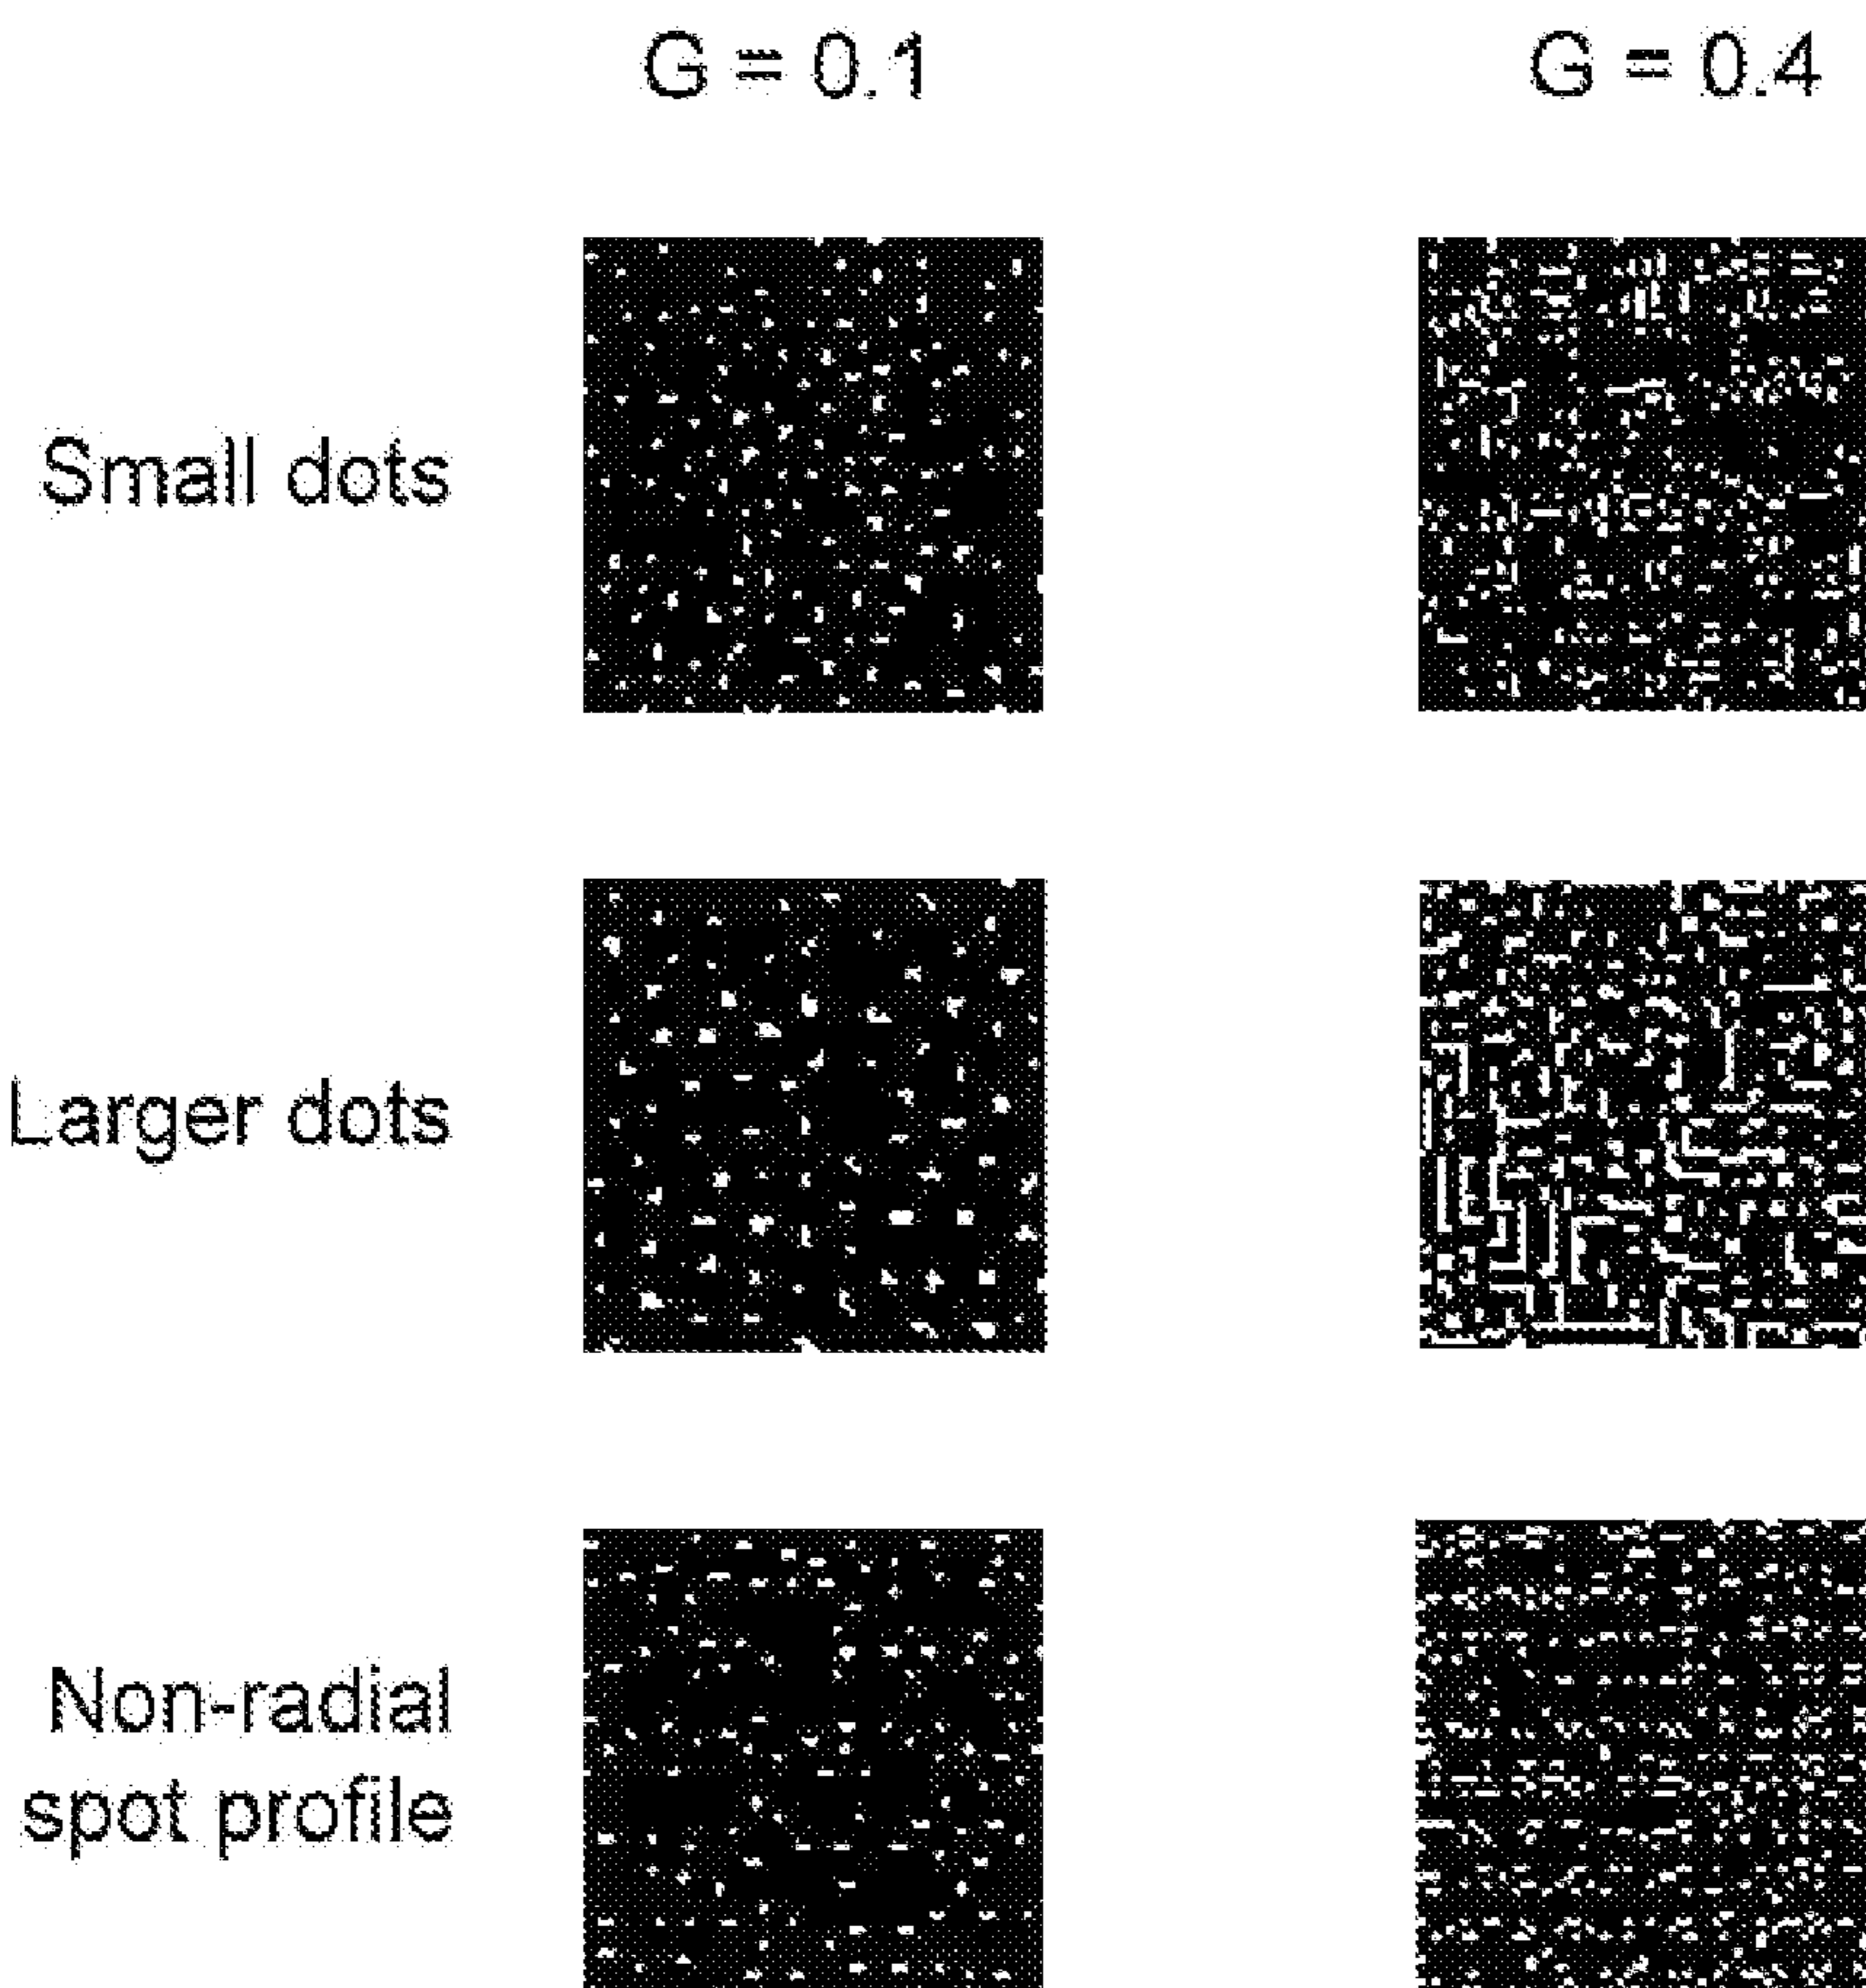 G = 0.1
G = 0.4
Small dots
Larger dots
Non-radial
spot profile